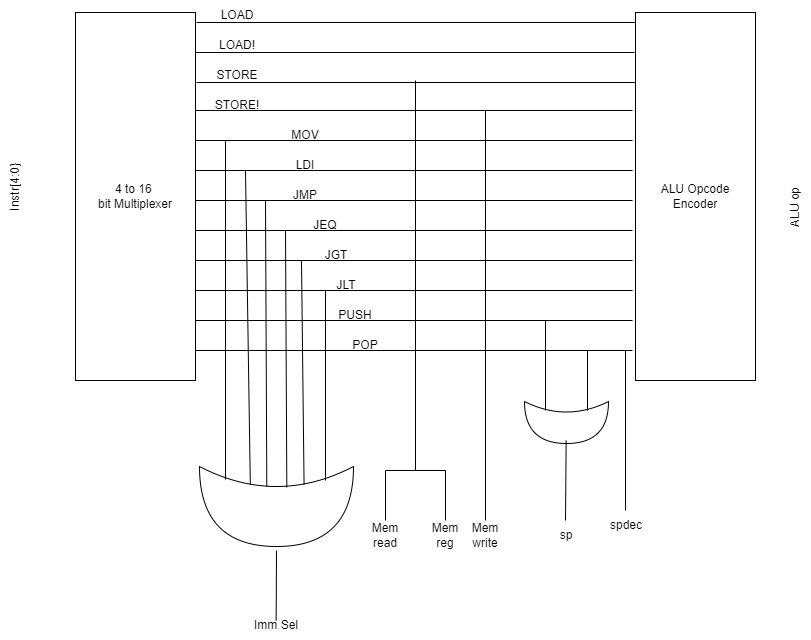 LOAD
LOAD!
STORE
STORE!
MOV
LDI
JMP
JEQ
JGT
JLT
PUSH
POP
Instr[4:0}
4 to 16
bit Multiplexer
ALU Opcode
Encoder
ALU op
Mem
read
Mem
reg
Mem
write
sp
spdec
Imm Sel